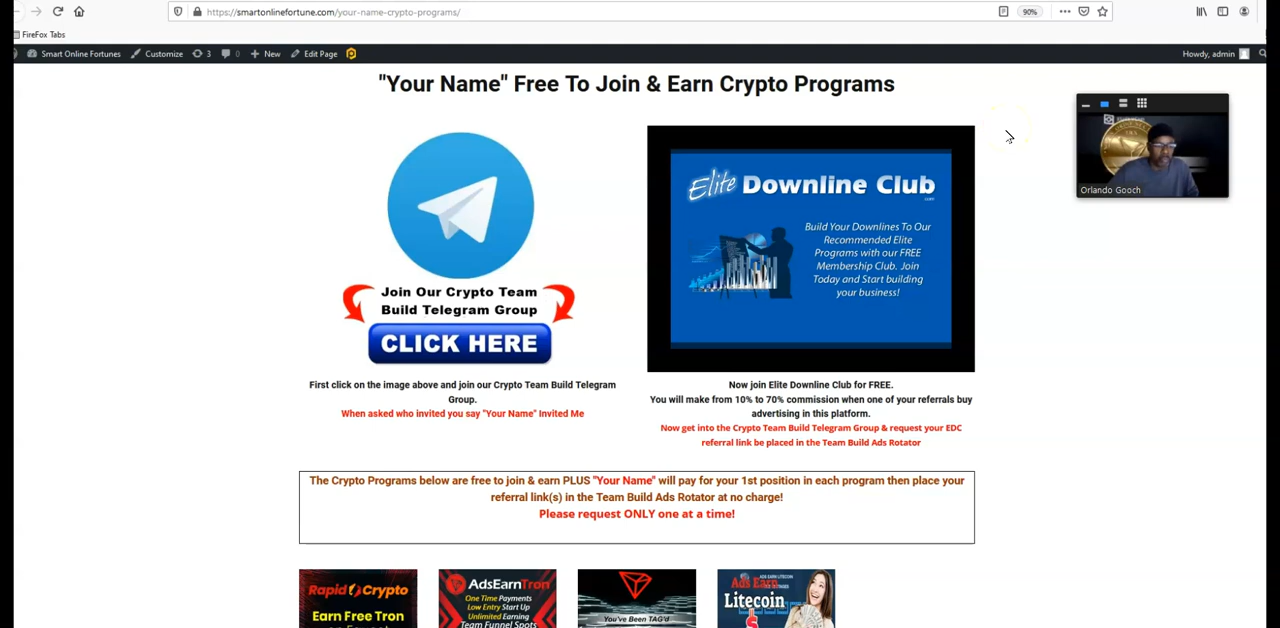 https://smartonlinefortune.com/your-name-crypto-programs/
90%
FireFox Tabs
Smart Online Fortunes
Customize
3
0
New
Edit Page
Howdy, admin
"Your Name" Free To Join & Earn Crypto Programs
Orlando Gooch
Join Our Crypto Team
Build Telegram Group
CLICK HERE
Elite Downline Club
.com
Build Your Downlines To Our
Recommended Elite
Programs with our FREE
Membership Club. Join
Today and Start building
your business!
First click on the image above and join our Crypto Team Build Telegram
Group.
When asked who invited you say "Your Name" Invited Me
Now join Elite Downline Club for FREE.
You will make from 10% to 70% commission when one of your referrals buy
advertising in this platform.
Now get into the Crypto Team Build Telegram Group & request your EDC
referral link be placed in the Team Build Ads Rotator
The Crypto Programs below are free to join & earn PLUS "Your Name" will pay for your 1st position in each program then place your
referral link(s) in the Team Build Ads Rotator at no charge!
Please request ONLY one at a time!
Rapid Crypto
Earn Free Tron
AdsEarnTron
One Time Payments
Low Entry Start Up
Unlimited Earning
Team Funnel Spots
You've Been TAG'd
ADS EARN LITECOIN
Ads Earn
Litecoin